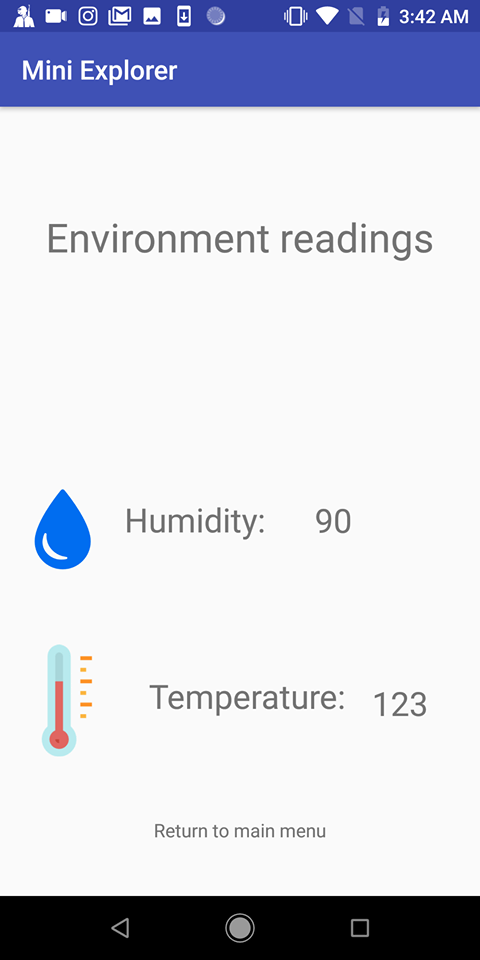 3:42 AM
Mini Explorer
Environment readings
Humidity: 90
Temperature: 123
Return to main menu